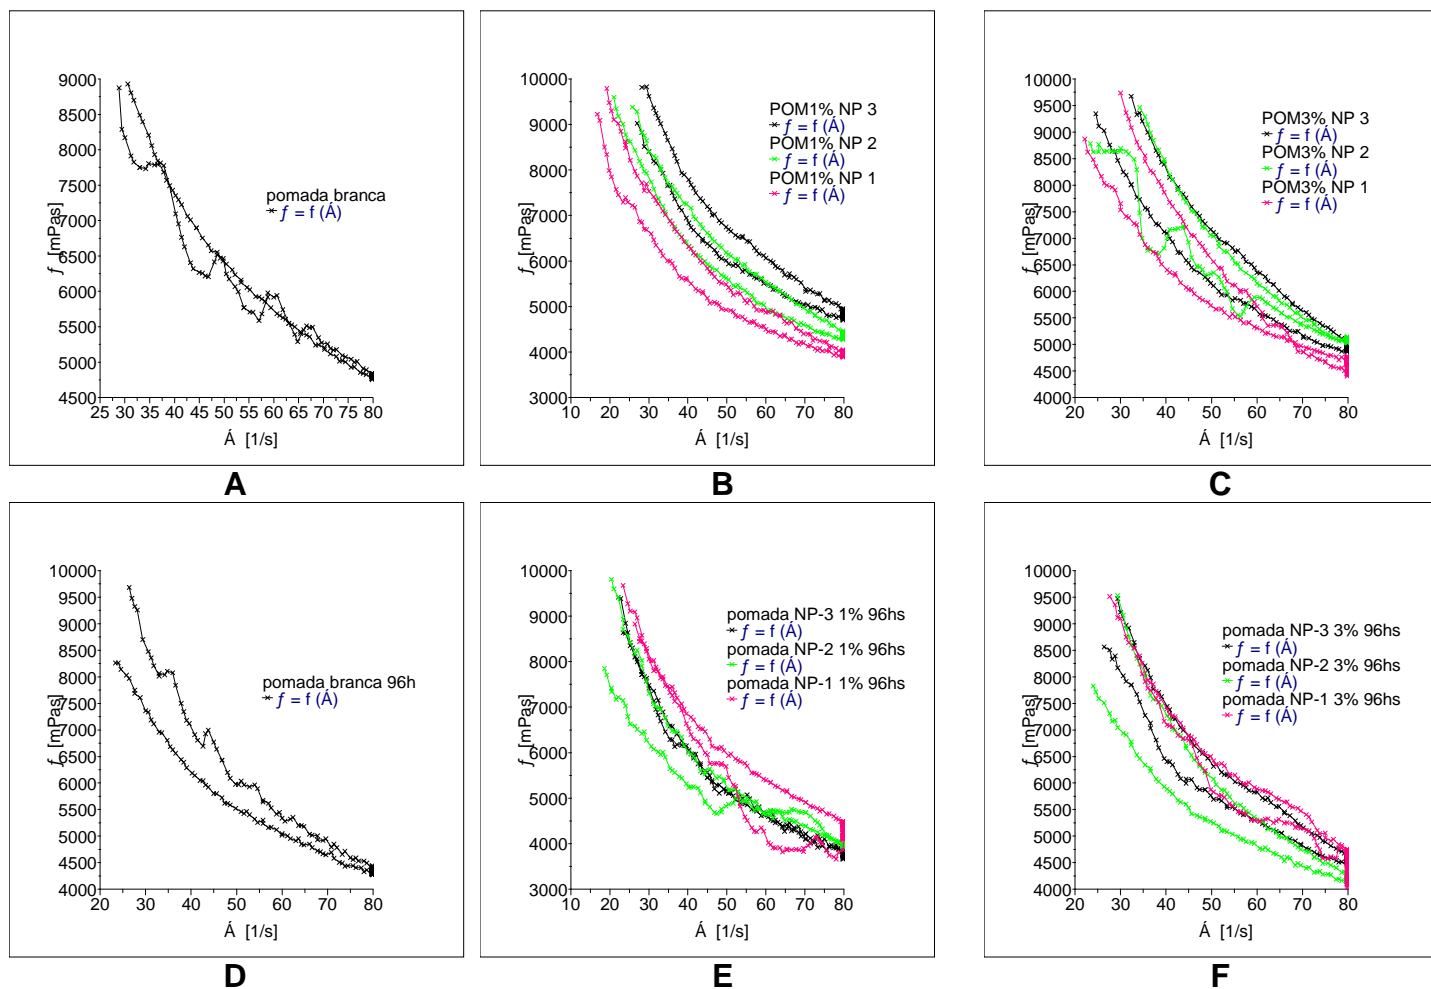 9000
8500
8000
7500
7000
6500
6000
5500
5000
4500
ƒ [mPas]
pomada branca
ƒ = f (Á)
25 30 35 40 45 50 55 60 65 70 75 80
Á [1/s]
A
10000
9000
8000
7000
6000
5000
4000
3000
ƒ [mPas]
POM1% NP 3
ƒ = f (Á)
POM1% NP 2
ƒ = f (Á)
POM1% NP 1
ƒ = f (Á)
10 20 30 40 50 60 70 80
Á [1/s]
B
10000
9500
9000
8500
8000
7500
7000
6500
6000
5500
5000
4500
4000
ƒ [mPas]
POM3% NP 3
ƒ = f (Á)
POM3% NP 2
ƒ = f (Á)
POM3% NP 1
ƒ = f (Á)
20 30 40 50 60 70 80
Á [1/s]
C
10000
9500
9000
8500
8000
7500
7000
6500
6000
5500
5000
4500
4000
ƒ [mPas]
pomada branca 96h
ƒ = f (Á)
20 30 40 50 60 70 80
Á [1/s]
D
10000
9000
8000
7000
6000
5000
4000
3000
ƒ [mPas]
pomada NP-3 1% 96hs
ƒ = f (Á)
pomada NP-2 1% 96hs
ƒ = f (Á)
pomada NP-1 1% 96hs
ƒ = f (Á)
10 20 30 40 50 60 70 80
Á [1/s]
E
10000
9500
9000
8500
8000
7500
7000
6500
6000
5500
5000
4500
4000
ƒ [mPas]
pomada NP-3 3% 96hs
ƒ = f (Á)
pomada NP-2 3% 96hs
ƒ = f (Á)
pomada NP-1 3% 96hs
ƒ = f (Á)
20 30 40 50 60 70 80
Á [1/s]
F